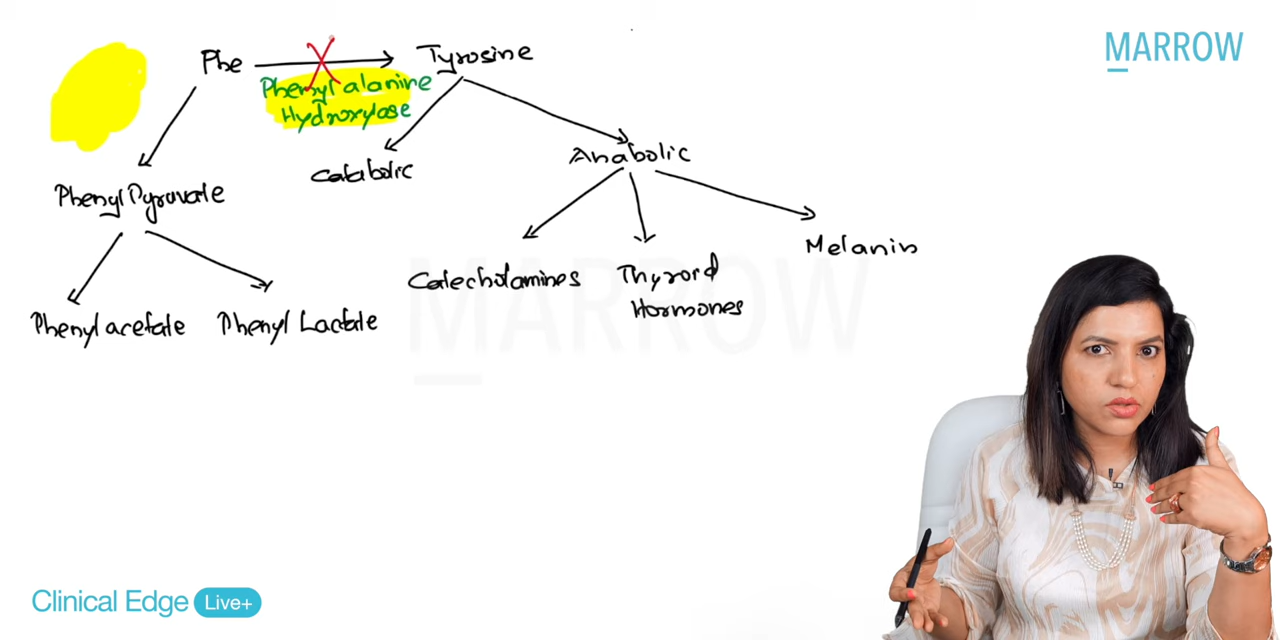 MARROW
Phe
Tyrosine
Phenylalanine
Hydroxylase
Catabolic
Anabolic
Phenyl Pyruvate
Catecholamines
Thyroid
Hormones
Melanin
Phenylacetate
Phenyl Lactate
MARROW
Clinical Edge Live+